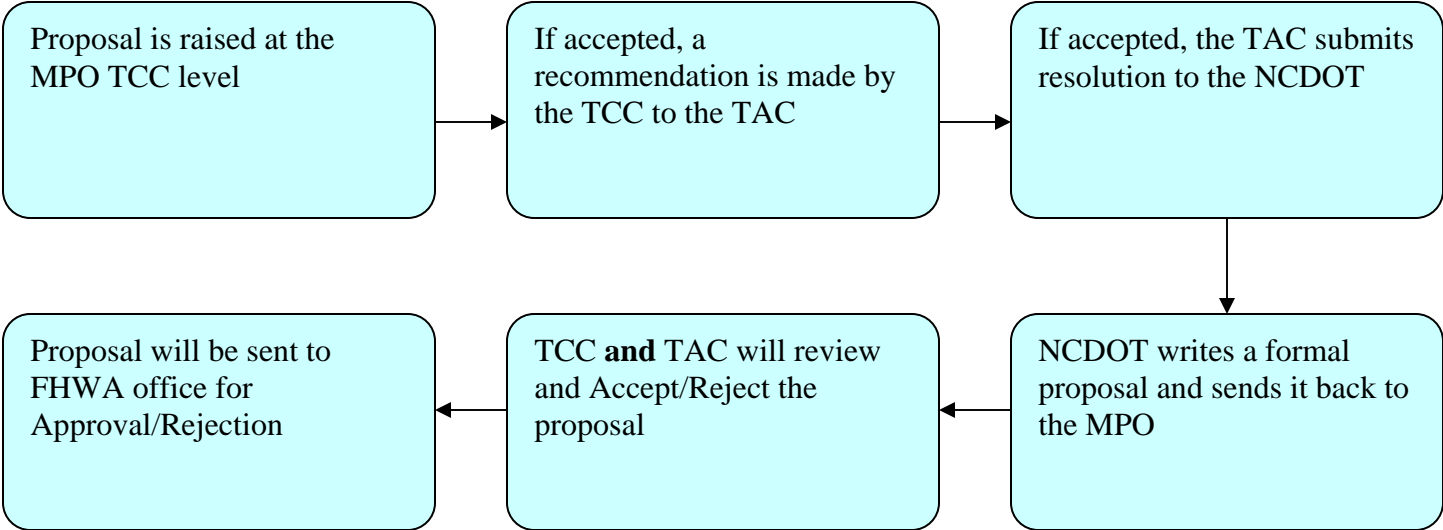 Proposal is raised at the
MPO TCC level
If accepted, a
recommendation is made by
the TCC to the TAC
If accepted, the TAC submits
resolution to the NCDOT
NCDOT writes a formal
proposal and sends it back to
the MPO
TCC and TAC will review
and Accept/Reject the
proposal
Proposal will be sent to
FHWA office for
Approval/Rejection